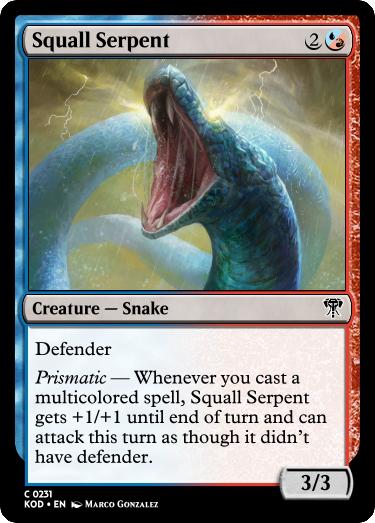 Squall Serpent 2
Creature — Snake
Defender
Prismatic — Whenever you cast a
multicolored spell, Squall Serpent
gets +1/+1 until end of turn and can
attack this turn as though it didn't
have defender.
3/3
C 0231
KOD • EN Marco Gonzalez